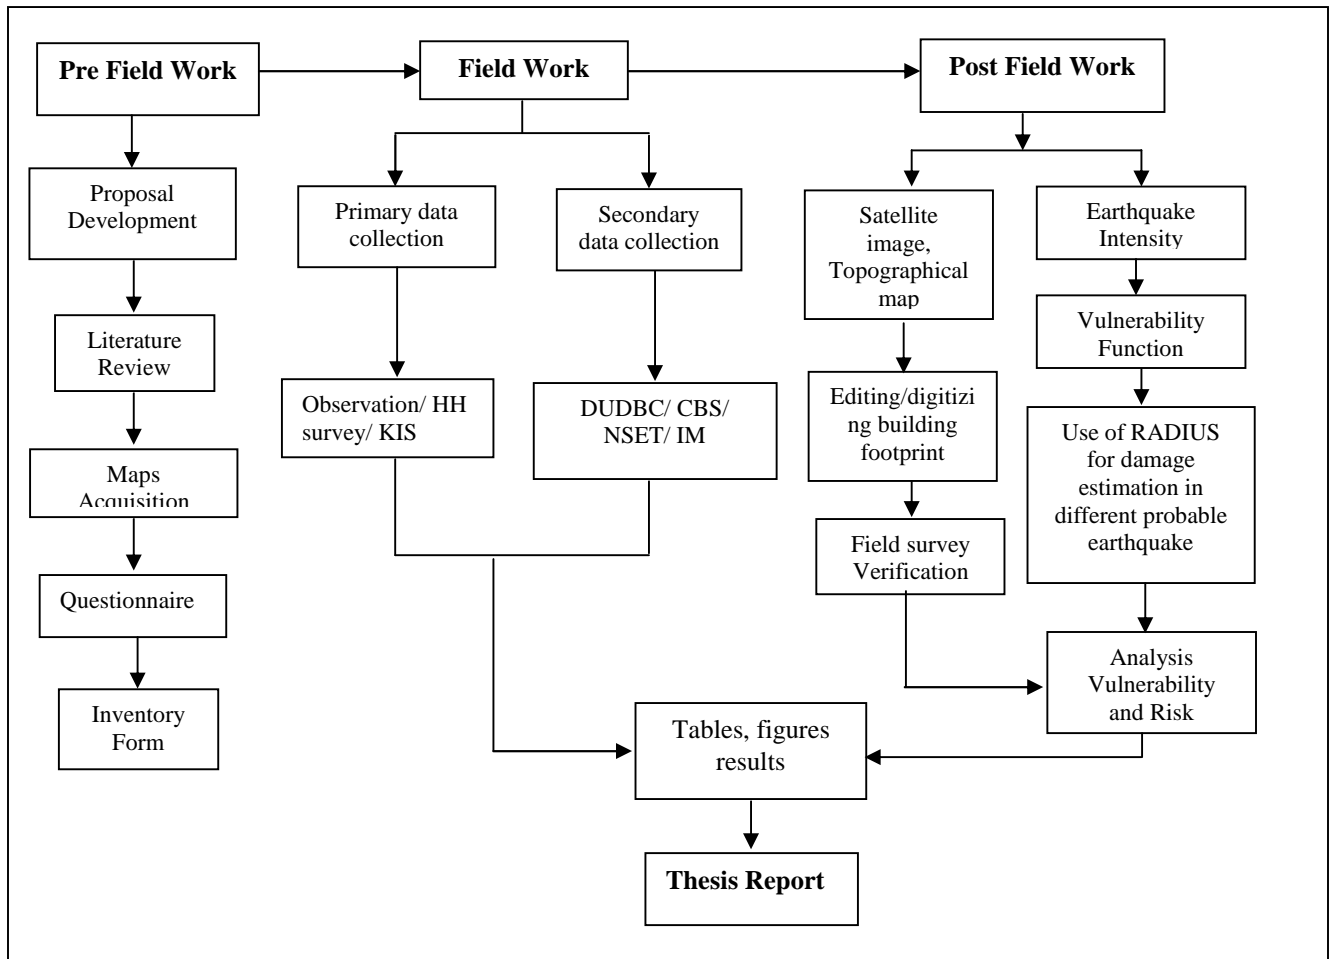 Pre Field Work
Field Work
Post Field Work
Proposal
Development
Literature
Review
Maps
Acquisition
Questionnaire
Inventory
Form
Primary data
collection
Observation/ HH
survey/ KIS
Secondary
data collection
DUDBC/ CBS/
NSET/ IM
Satellite
image,
Topographical
map
Editing/digitizi
ng building
footprint
Field survey
Verification
Earthquake
Intensity
Vulnerability
Function
Use of RADIUS
for damage
estimation in
different probable
earthquake
Analysis
Vulnerability
and Risk
Tables, figures
results
Thesis Report